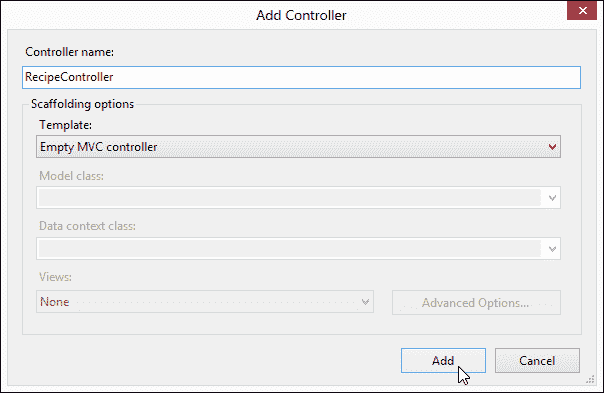 Add Controller
Controller name:
RecipeController
Scaffolding options
Template:
Empty MVC controller
Model class:
Data context class:
Views:
None
Advanced Options...
Add
Cancel